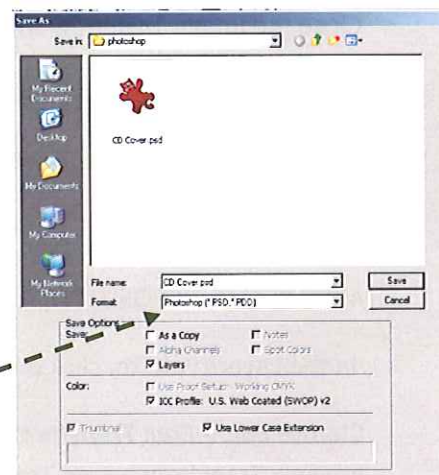 Save As
Save in: photoshop
My Recent Documents
Desktop
My Documents
My Computer
My Network Places
CD Cover.psd
File name: CD Cover.psd
Save
Format: Photoshop (*.PSD,*.PDD)
Cancel
Save Options
Save:
As a Copy
Notes
Alpha Channels
Spot Colors
Layers
Color:
Use Proof Setup: Working CMYK
ICC Profile: U.S. Web Coated (SWOP) v2
Thumbnail
Use Lower Case Extension